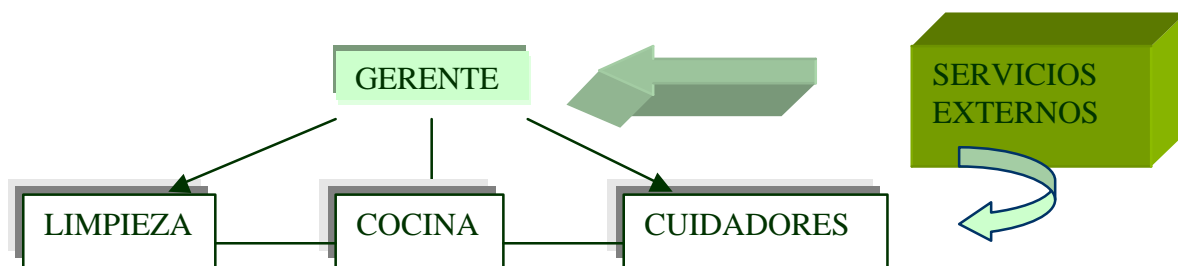 GERENTE
SERVICIOS
EXTERNOS
LIMPIEZA
COCINA
CUIDADORES